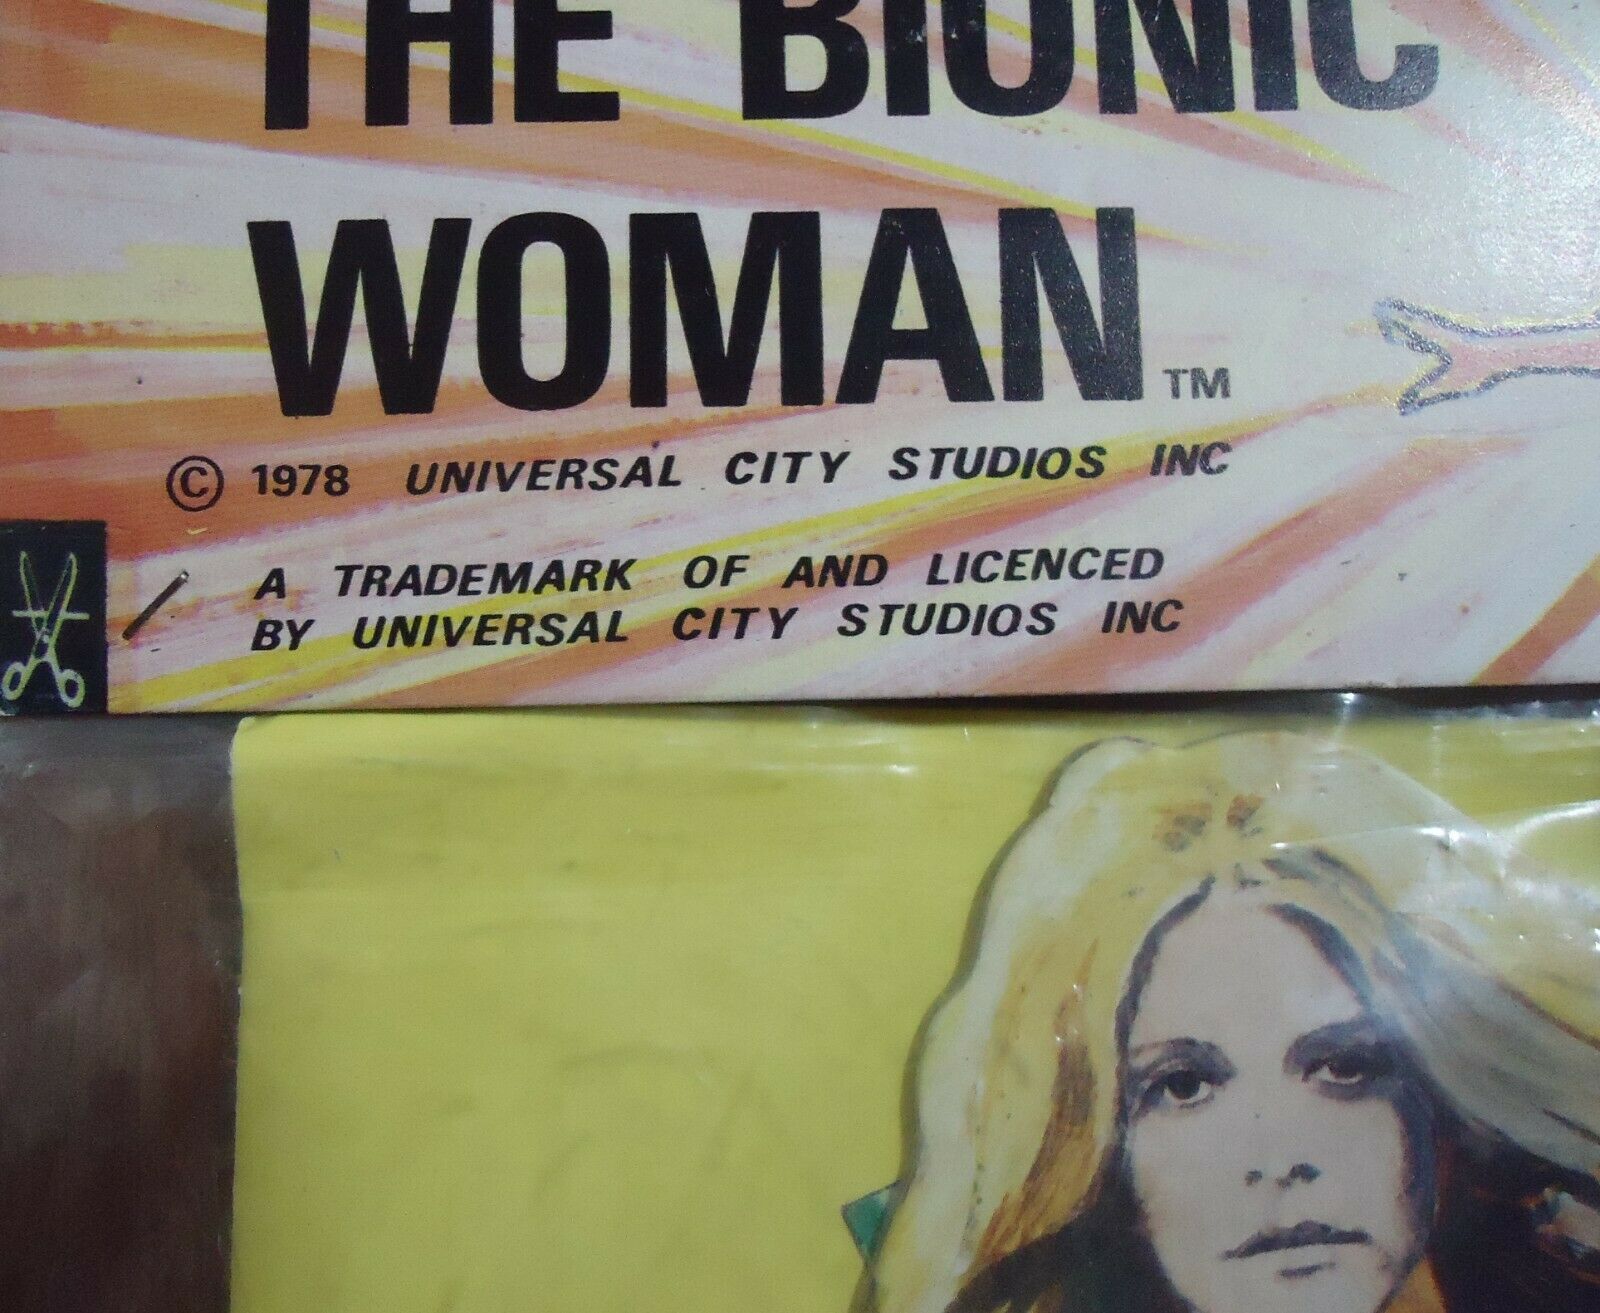 THE BIONIC
WOMAN™
© 1978 UNIVERSAL CITY STUDIOS INC
A TRADEMARK OF AND LICENCED
BY UNIVERSAL CITY STUDIOS INC